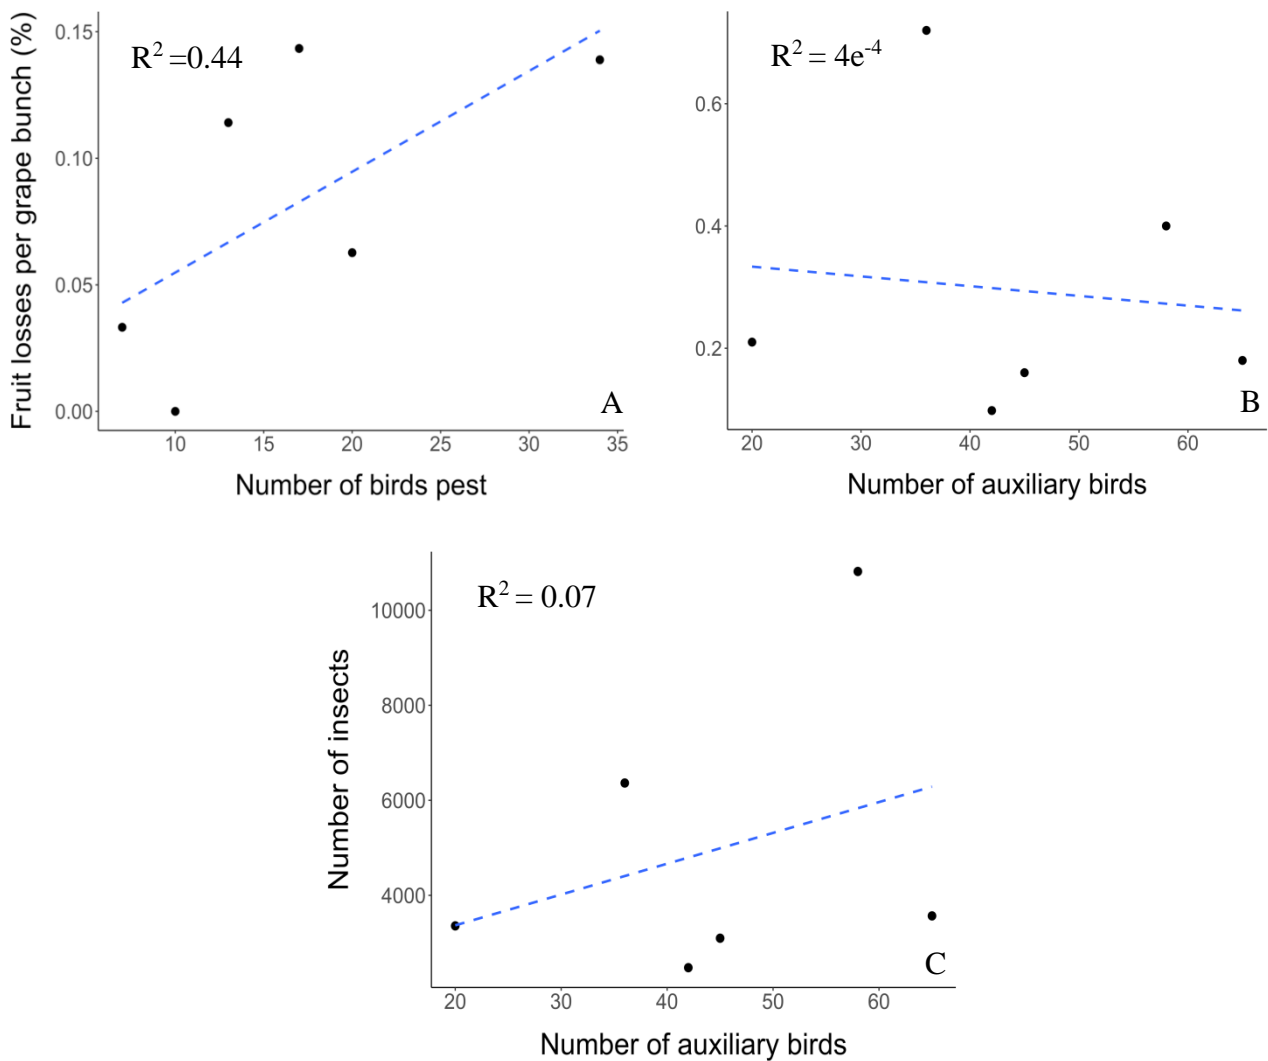 Fruit losses per grape bunch (%)
0.15
0.10
0.05
0.00
R² =0.44
A
10 15 20 25 30 35
Number of birds pest
0.6
0.4
0.2
R² = 4e⁻⁴
B
20 30 40 50 60
Number of auxiliary birds
Number of insects
10000
8000
6000
4000
R² = 0.07
C
20 30 40 50 60
Number of auxiliary birds